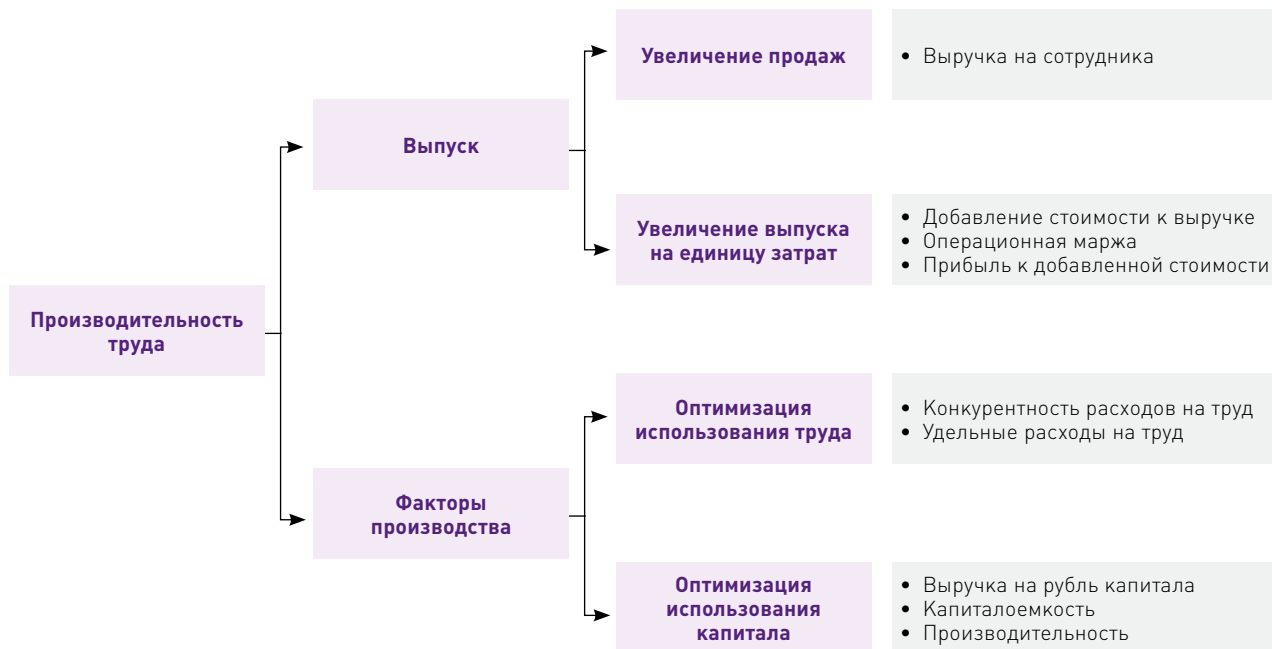 Увеличение продаж
• Выручка на сотрудника
Выпуск
Увеличение выпуска
на единицу затрат
• Добавление стоимости к выручке
• Операционная маржа
• Прибыль к добавленной стоимости
Производительность
труда
Оптимизация
использования труда
• Конкурентность расходов на труд
• Удельные расходы на труд
Факторы
производства
Оптимизация
использования
капитала
• Выручка на рубль капитала
• Капиталоемкость
• Производительность